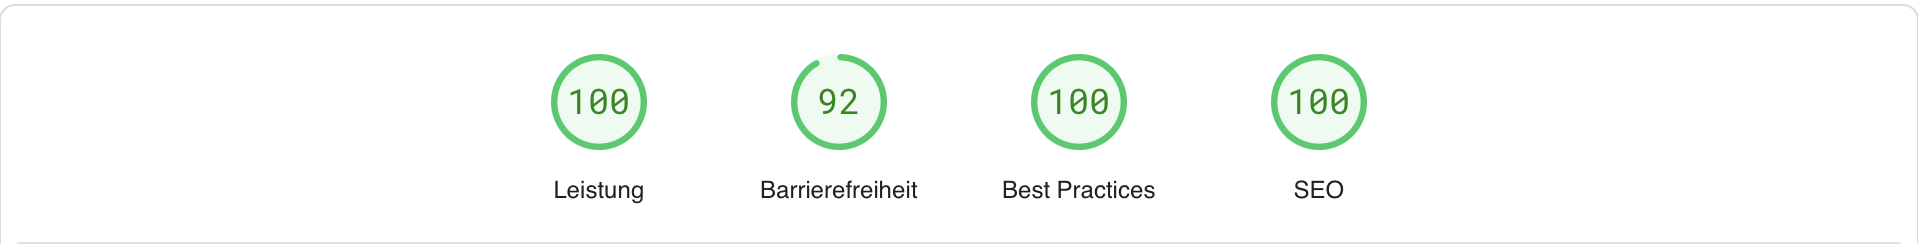 100 92 100 100
Leistung Barrierefreiheit Best Practices SEO